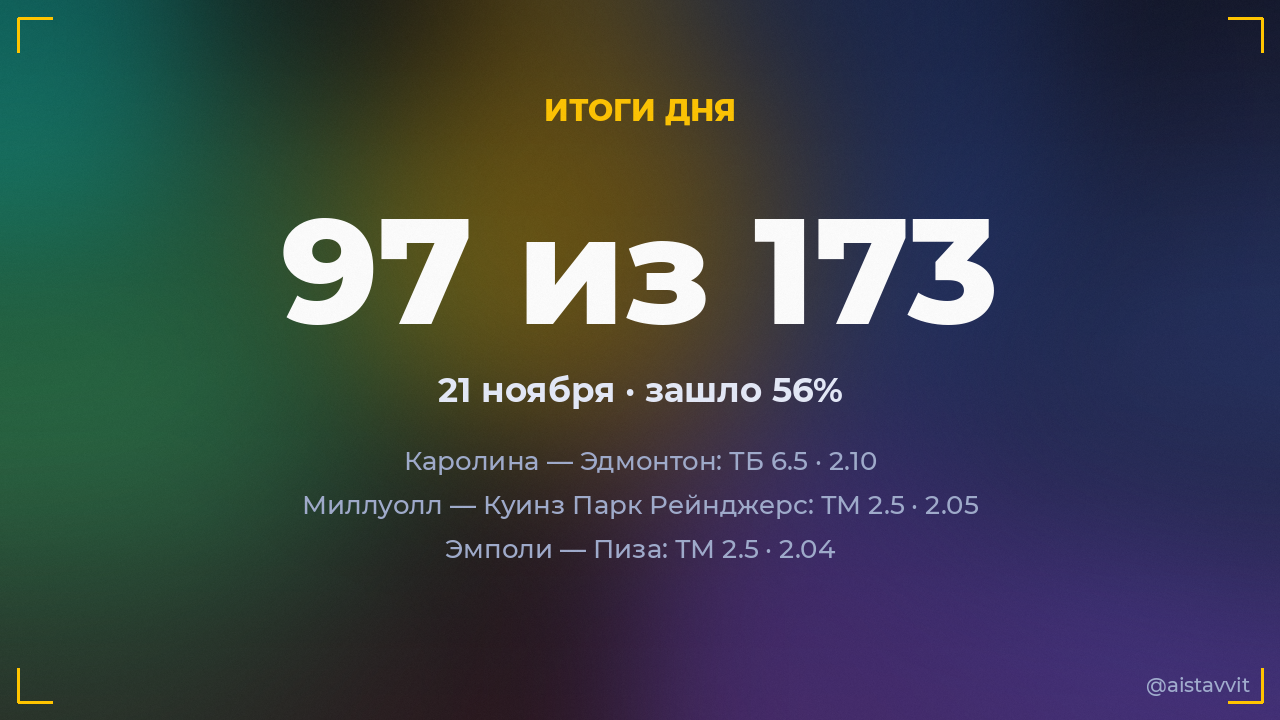 ИТОГИ ДНЯ
97 из 173
21 ноября · зашло 56%
Каролина — Эдмонтон: ТБ 6.5 · 2.10
Миллуолл — Куинз Парк Рейнджерс: ТМ 2.5 · 2.05
Эмполи — Пиза: ТМ 2.5 · 2.04
@aistavvit